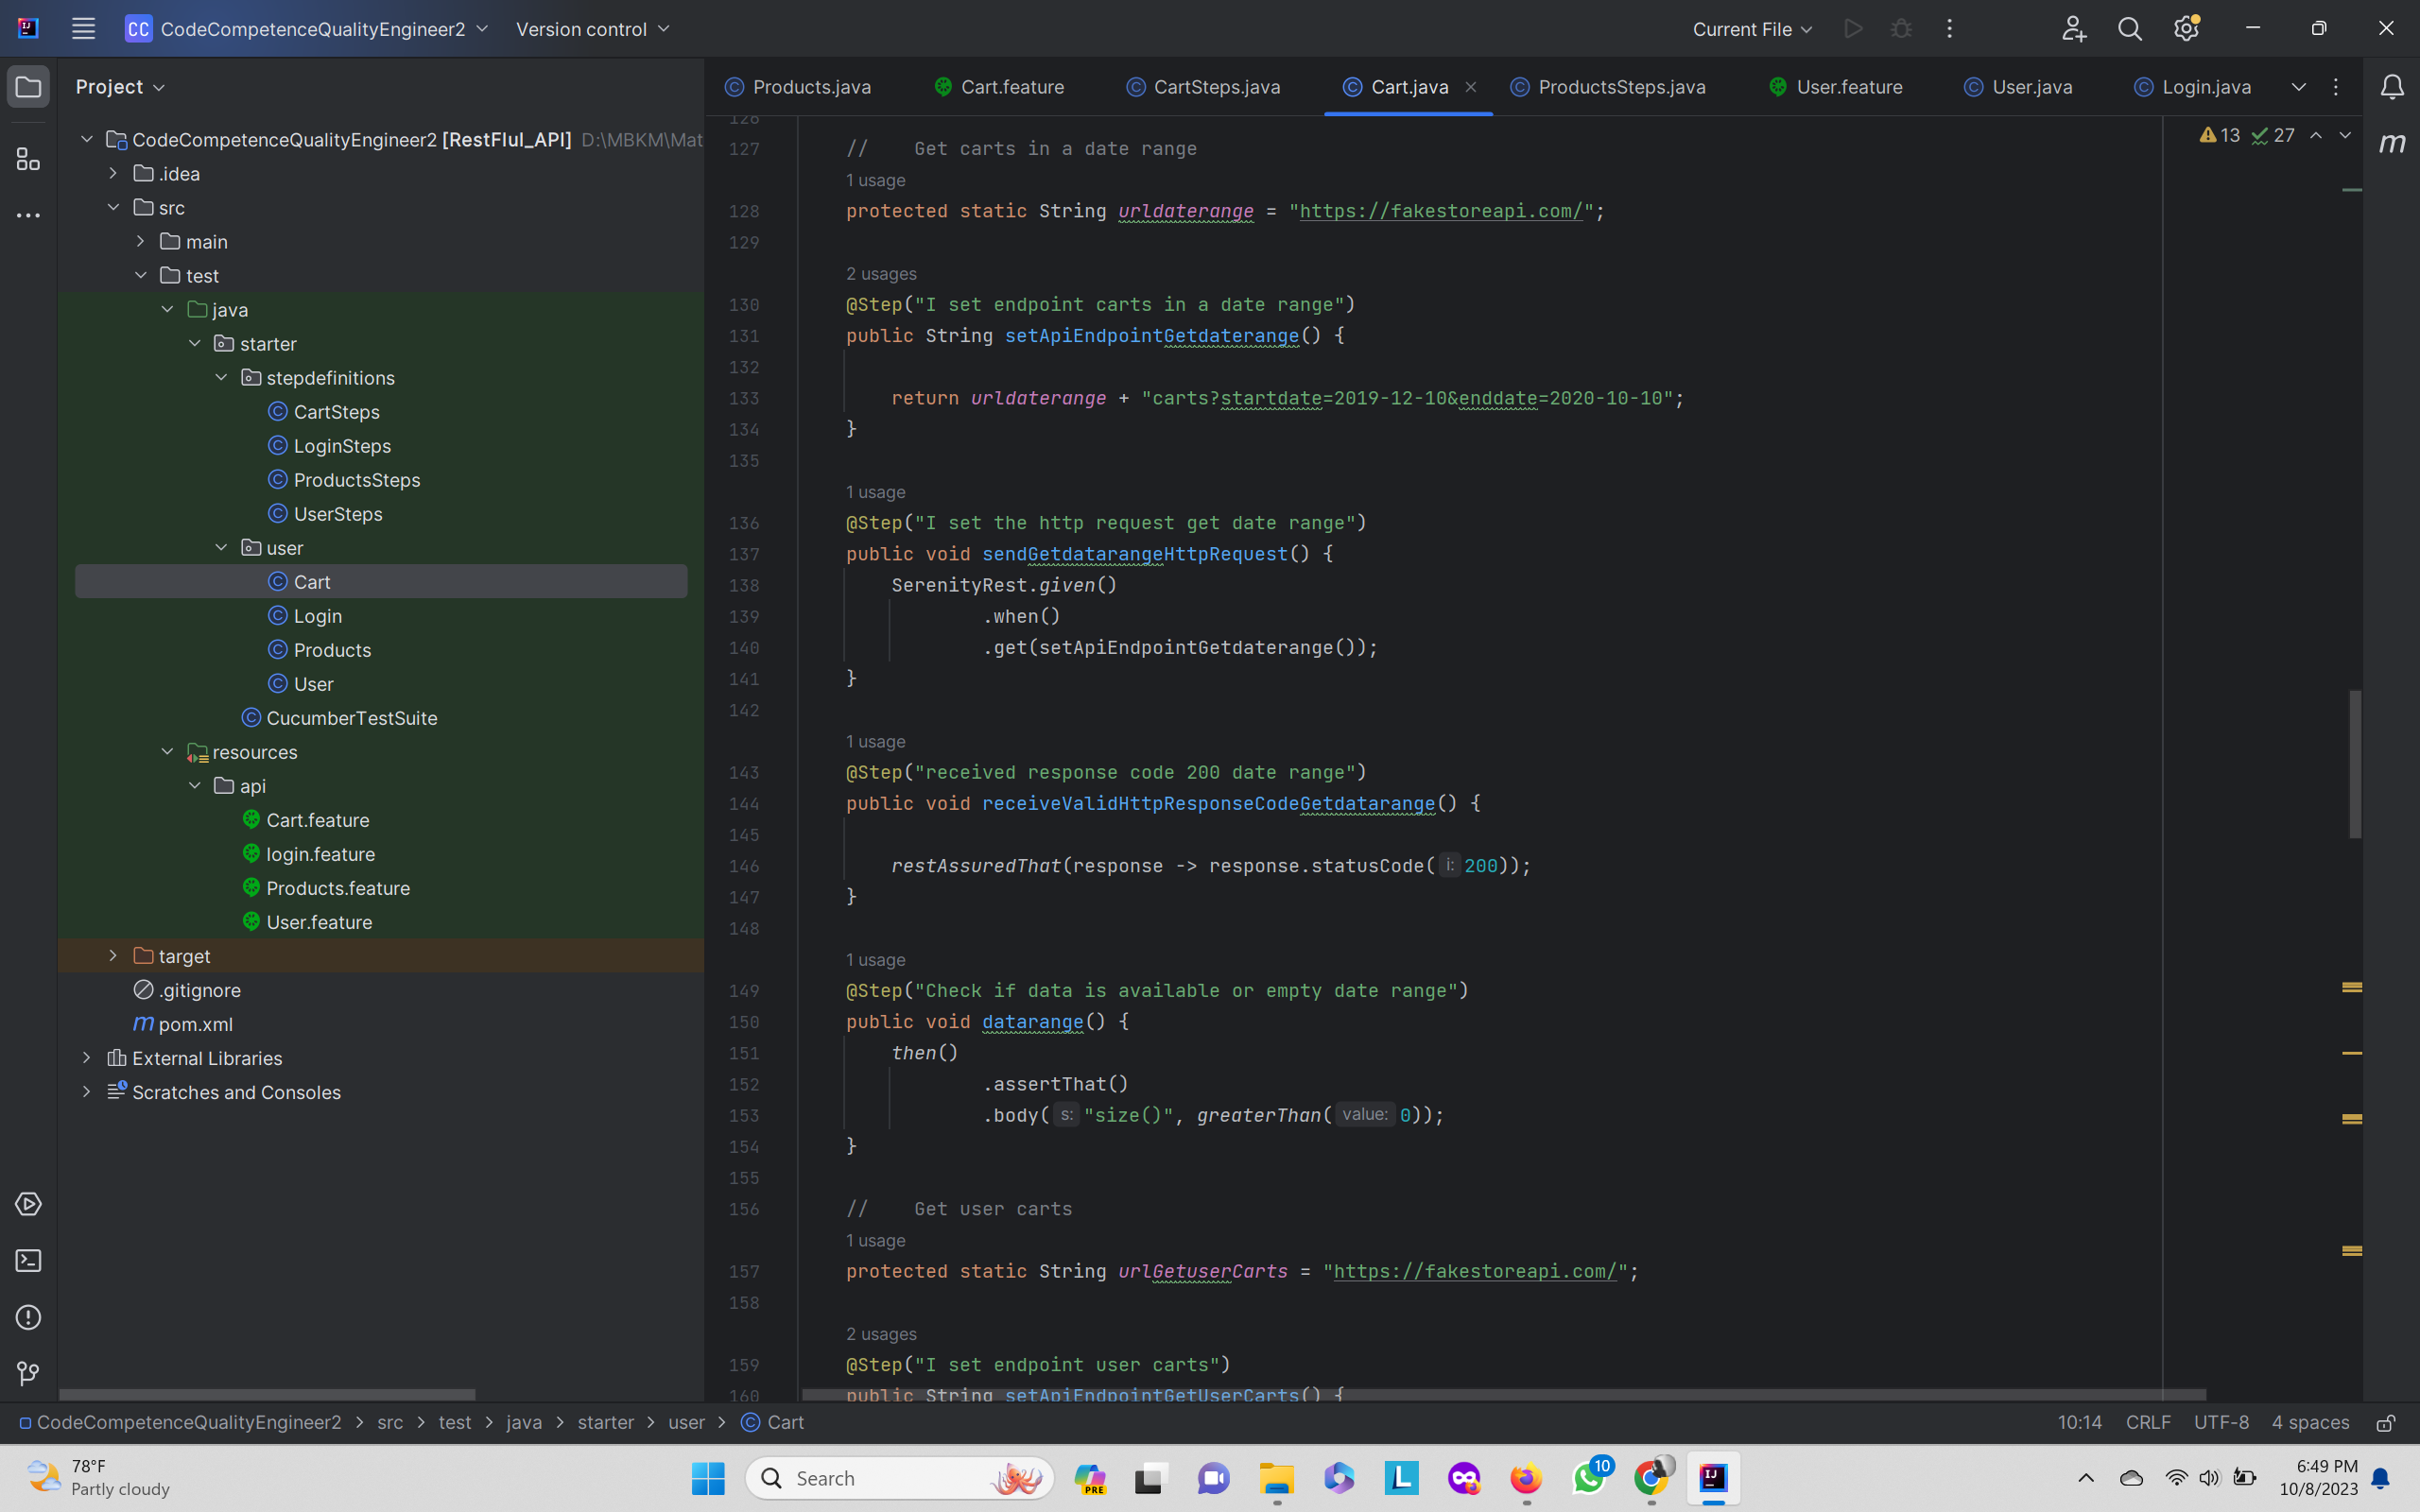 CC CodeCompetenceQualityEngineer2 Version control Current File
Project
Products.java Cart.feature CartSteps.java Cart.java ProductsSteps.java User.feature User.java Login.java
CodeCompetenceQualityEngineer2 [RestFlul_API] D:\MBKM\Mat
.idea
src
main
test
java
starter
stepdefinitions
CartSteps
LoginSteps
ProductsSteps
UserSteps
user
Cart
Login
Products
User
CucumberTestSuite
resources
api
Cart.feature
login.feature
Products.feature
User.feature
target
.gitignore
m pom.xml
External Libraries
Scratches and Consoles
13 27
m
126
127 // Get carts in a date range
1 usage
128 protected static String urldaterange = "https://fakestoreapi.com/";
129
2 usages
130 @Step("I set endpoint carts in a date range")
131 public String setApiEndpointGetdaterange() {
132
133 return urldaterange + "carts?startdate=2019-12-10&enddate=2020-10-10";
134 }
135
1 usage
136 @Step("I set the http request get date range")
137 public void sendGetdatarangeHttpRequest() {
138 SerenityRest.given()
139 .when()
140 .get(setApiEndpointGetdaterange());
141 }
142
1 usage
143 @Step("received response code 200 date range")
144 public void receiveValidHttpResponseCodeGetdatarange() {
145
146 restAssuredThat(response -> response.statusCode( i: 200));
147 }
148
1 usage
149 @Step("Check if data is available or empty date range")
150 public void datarange() {
151 then()
152 .assertThat()
153 .body( s: "size()", greaterThan( value: 0));
154 }
155
156 // Get user carts
1 usage
157 protected static String urlGetuserCarts = "https://fakestoreapi.com/";
158
2 usages
159 @Step("I set endpoint user carts")
160 public String setApiEndpointGetUserCarts() {
CodeCompetenceQualityEngineer2 > src > test > java > starter > user > Cart
10:14 CRLF UTF-8 4 spaces
78°F
Partly cloudy
Search
PRE
L
10
IJ
6:49 PM
10/8/2023